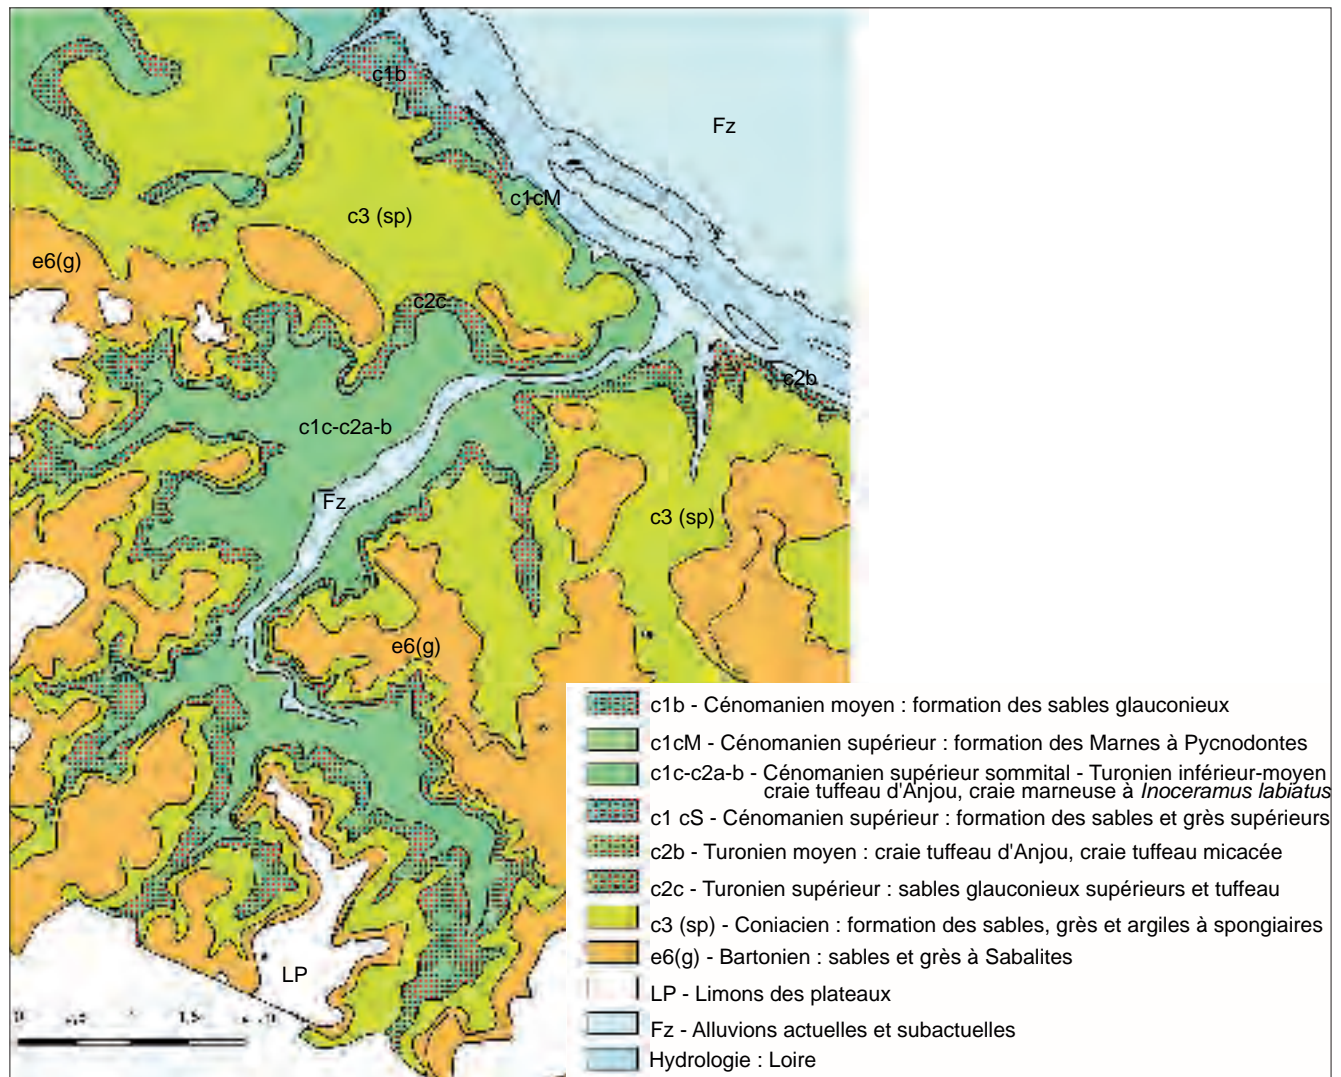 c1b
Fz
c1cM
c3 (sp)
e6(g)
c2c
c2b
c1c-c2a-b
Fz
c3 (sp)
e6(g)
LP
c1b - Cénomanien moyen : formation des sables glauconieux
c1cM - Cénomanien supérieur : formation des Marnes à Pycnodontes
c1c-c2a-b - Cénomanien supérieur sommital - Turonien inférieur-moyen
craie tuffeau d'Anjou, craie marneuse à Inoceramus labiatus
c1 cS - Cénomanien supérieur : formation des sables et grès supérieurs
c2b - Turonien moyen : craie tuffeau d'Anjou, craie tuffeau micacée
c2c - Turonien supérieur : sables glauconieux supérieurs et tuffeau
c3 (sp) - Coniacien : formation des sables, grès et argiles à spongiaires
e6(g) - Bartonien : sables et grès à Sabalites
LP - Limons des plateaux
Fz - Alluvions actuelles et subactuelles
Hydrologie : Loire